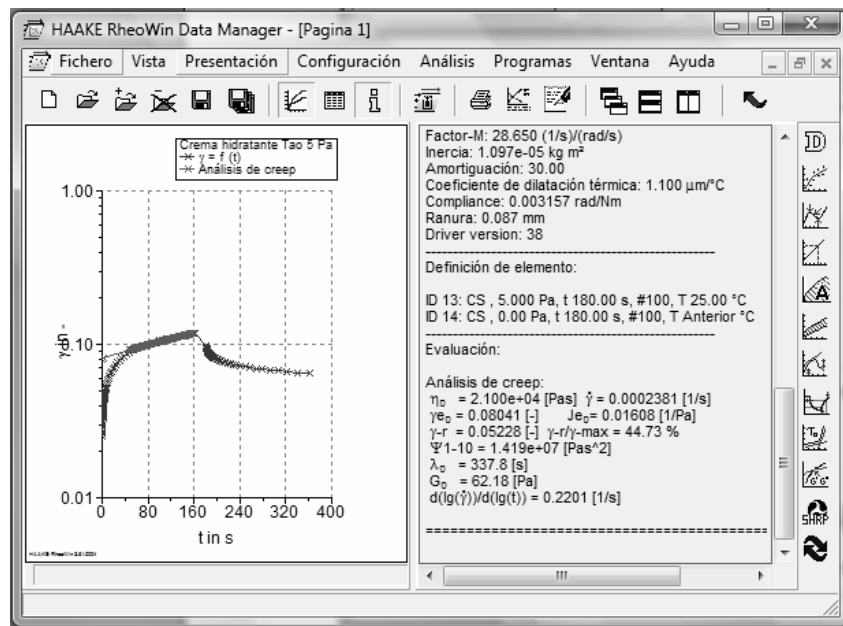 HAAKE RheoWin Data Manager - [Pagina 1]
Fichero Vista Presentación Configuración Análisis Programas Ventana Ayuda
Crema hidratante Tao 5 Pa
γ = f (t)
Análisis de creep
1.00
0.10
0.01
γ in -
0 80 160 240 320 400
t in s
Factor-M: 28.650 (1/s)/(rad/s)
Inercia: 1.097e-05 kg m²
Amortiguación: 30.00
Coeficiente de dilatación térmica: 1.100 µm/°C
Compliance: 0.003157 rad/Nm
Ranura: 0.087 mm
Driver version: 38
--------------------------------------------------
Definición de elemento:
ID 13: CS , 5.000 Pa, t 180.00 s, #100, T 25.00 °C
ID 14: CS , 0.00 Pa, t 180.00 s, #100, T Anterior °C
--------------------------------------------------
Evaluación:
Análisis de creep:
η₀ = 2.100e+04 [Pas] γ̇ = 0.0002381 [1/s]
γe₀ = 0.08041 [-] Je₀= 0.01608 [1/Pa]
γ-r = 0.05228 [-] γ-r/γ-max = 44.73 %
Ψ1-10 = 1.419e+07 [Pas^2]
λ₀ = 337.8 [s]
G₀ = 62.18 [Pa]
d(lg(γ̇))/d(lg(t)) = 0.2201 [1/s]
==========================================
ID
A
SHRP